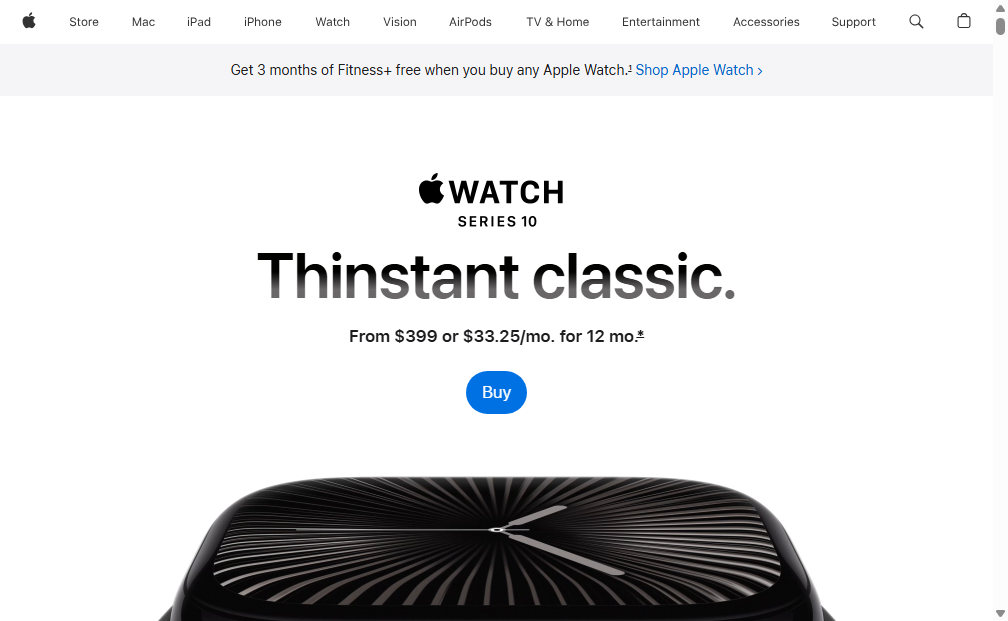 Store Mac iPad iPhone Watch Vision AirPods TV & Home Entertainment Accessories Support
Get 3 months of Fitness+ free when you buy any Apple Watch.¹ Shop Apple Watch >
WATCH
SERIES 10
Thinstant classic.
From $399 or $33.25/mo. for 12 mo.*
Buy